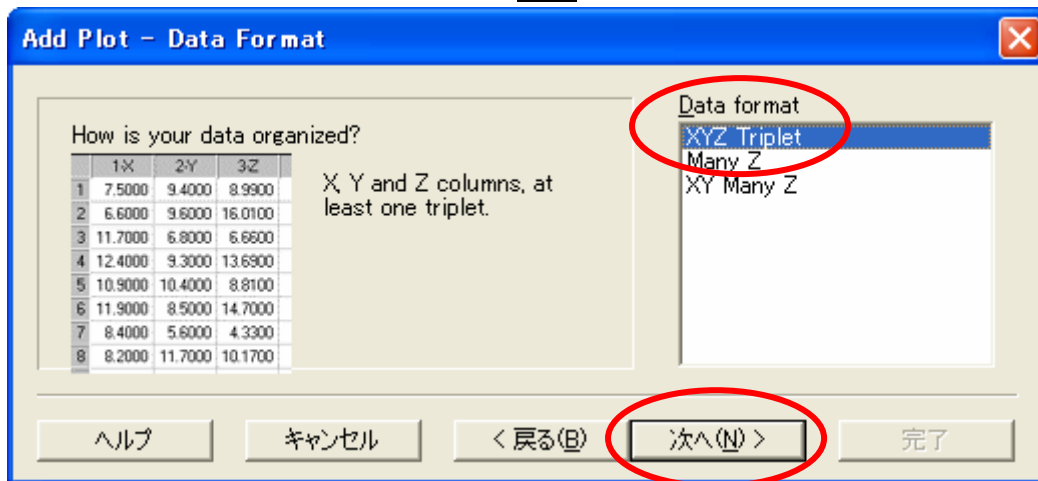 Add Plot - Data Format
How is your data organized?
1-X 2-Y 3-Z
1 7.5000 9.4000 8.9900
2 6.6000 9.6000 16.0100
3 11.7000 6.8000 6.6600
4 12.4000 9.3000 13.6900
5 10.9000 10.4000 8.8100
6 11.9000 8.5000 14.7000
7 8.4000 5.6000 4.3300
8 8.2000 11.7000 10.1700
X, Y and Z columns, at
least one triplet.
Data format
XYZ Triplet
Many Z
XY Many Z
ヘルプ
キャンセル
< 戻る(B)
次へ(N) >
完了